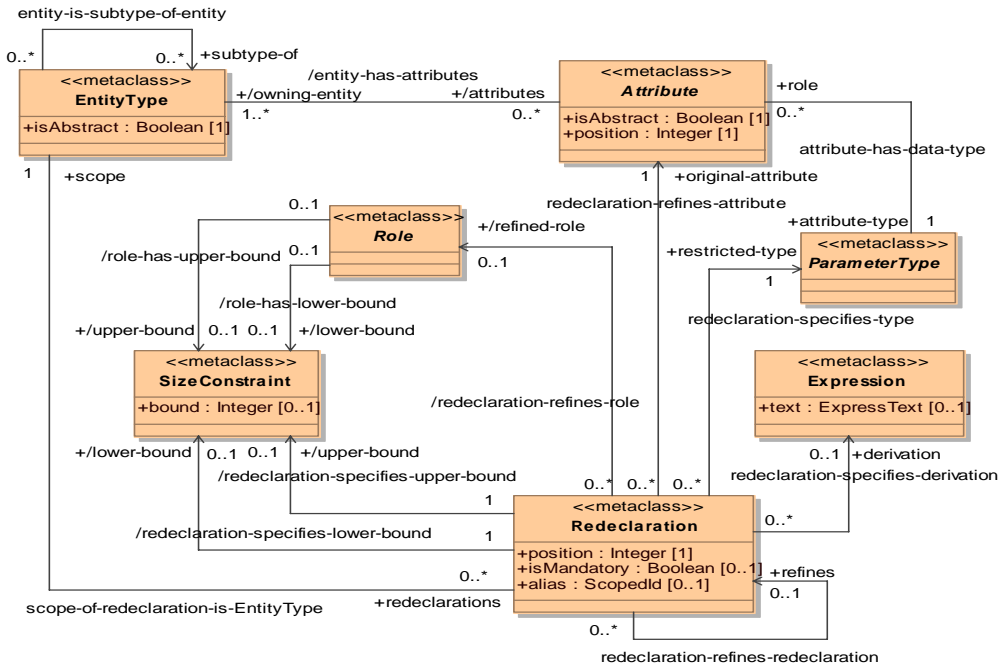 entity-is-subtype-of-entity
0..*
0..*
+subtype-of
<<metaclass>>
EntityType
+isAbstract : Boolean [1]
/entity-has-attributes
+/owning-entity
+/attributes
1..*
0..*
<<metaclass>>
Attribute
+isAbstract : Boolean [1]
+position : Integer [1]
+role
0..*
attribute-has-data-type
1
+scope
1
+original-attribute
redeclaration-refines-attribute
0..1
<<metaclass>>
Role
+/refined-role
0..1
+attribute-type
1
<<metaclass>>
ParameterType
+restricted-type
1
/role-has-upper-bound
0..1
/role-has-lower-bound
redeclaration-specifies-type
+/upper-bound
0..1
0..1
+/lower-bound
<<metaclass>>
SizeConstraint
+bound : Integer [0..1]
<<metaclass>>
Expression
+text : ExpressText [0..1]
/redeclaration-refines-role
+/lower-bound
0..1
0..1
+/upper-bound
/redeclaration-specifies-upper-bound
0..1
+derivation
redeclaration-specifies-derivation
0..*
0..*
0..*
1
<<metaclass>>
Redeclaration
+position : Integer [1]
+isMandatory : Boolean [0..1]
+alias : ScopedId [0..1]
0..*
/redeclaration-specifies-lower-bound
1
0..*
+redeclarations
scope-of-redeclaration-is-EntityType
+refines
0..1
0..*
redeclaration-refines-redeclaration